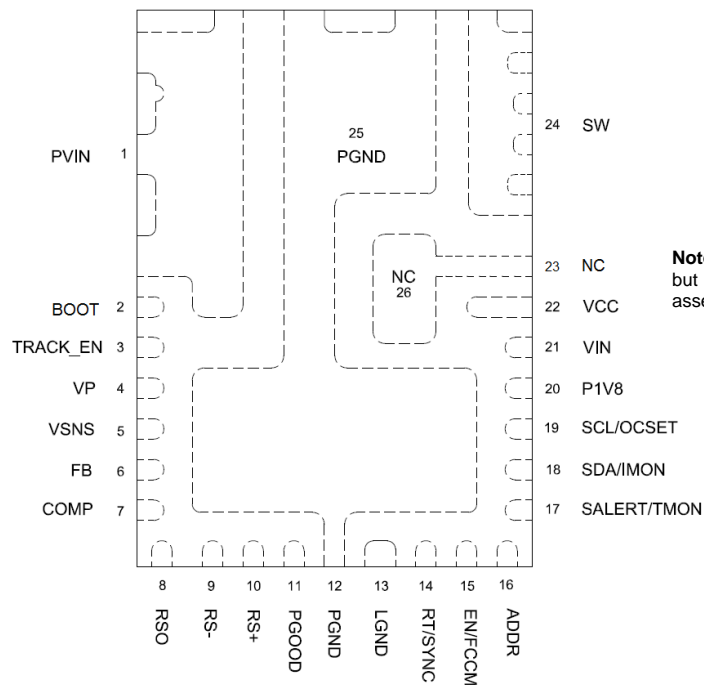 25
PGND
24 SW
PVIN 1
23 NC
NC
26
Note
but
asse
BOOT 2
22 VCC
TRACK_EN 3
21 VIN
VP 4
20 P1V8
VSNS 5
19 SCL/OCSET
FB 6
18 SDA/IMON
COMP 7
17 SALERT/TMON
8 9 10 11 12 13 14 15 16
RSO
RS-
RS+
PGOOD
PGND
LGND
RT/SYNC
EN/FCCM
ADDR